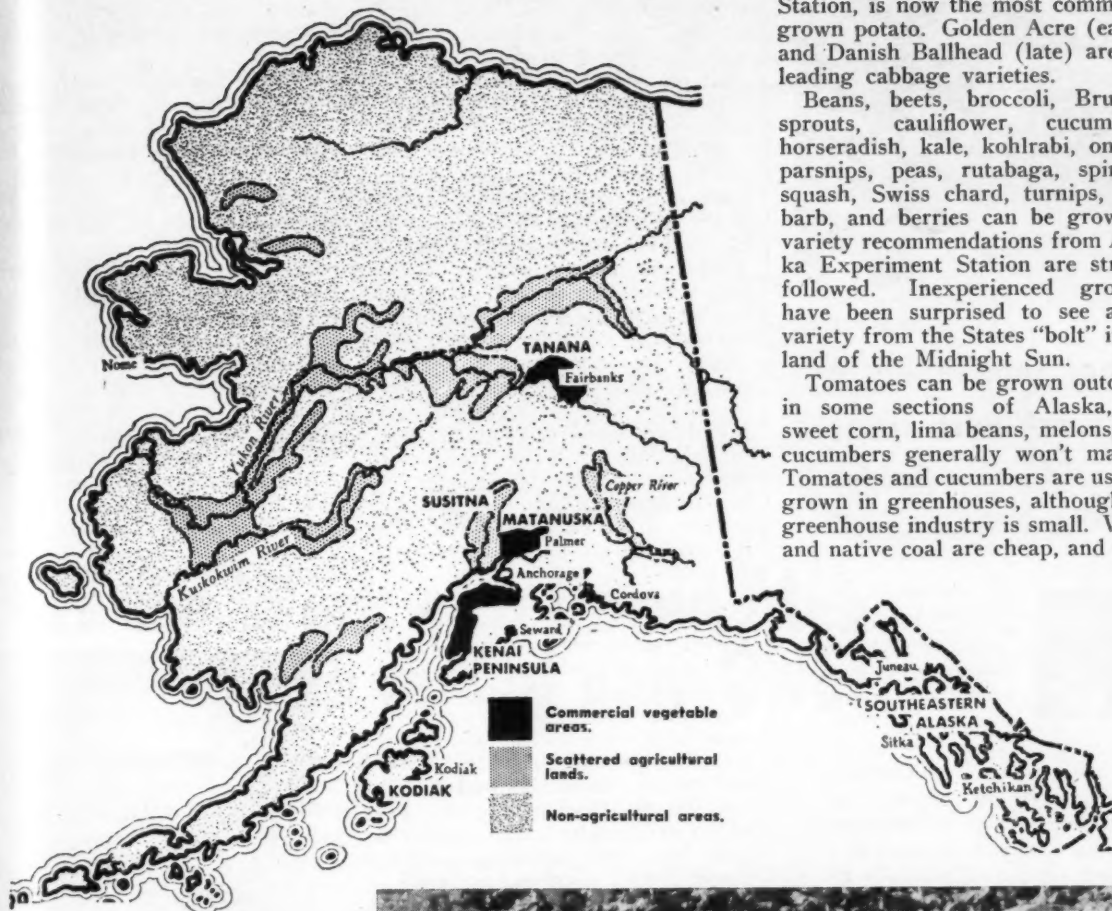 Station, is now the most comm
grown potato. Golden Acre (ea
and Danish Ballhead (late) are
leading cabbage varieties.
Beans, beets, broccoli, Bru
sprouts, cauliflower, cucum
horseradish, kale, kohlrabi, on
parsnips, peas, rutabaga, spin
squash, Swiss chard, turnips,
barb, and berries can be grow
variety recommendations from A
ka Experiment Station are str
followed. Inexperienced gro
have been surprised to see a
variety from the States "bolt" i
land of the Midnight Sun.
Tomatoes can be grown outd
in some sections of Alaska,
sweet corn, lima beans, melons
cucumbers generally won't ma
Tomatoes and cucumbers are us
grown in greenhouses, although
greenhouse industry is small. W
and native coal are cheap, and
Nome
Yukon River
TANANA
Fairbanks
Kuskokwim River
SUSITNA
Copper River
MATANUSKA
Palmer
Anchorage
Cordova
Seward
KENAI
PENINSULA
Kodiak
KODIAK
Juneau
SOUTHEASTERN
ALASKA
Sitka
Ketchikan
Commercial vegetable
areas.
Scattered agricultural
lands.
Non-agricultural areas.